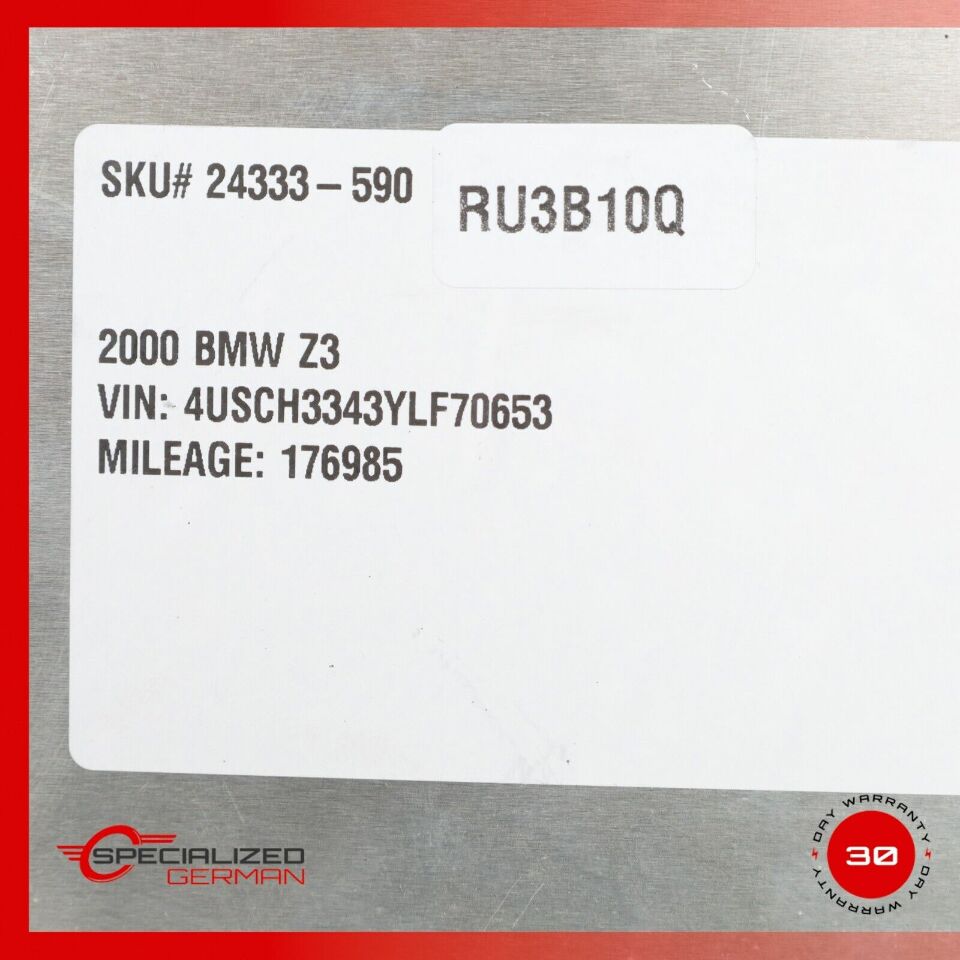 SKU# 24333-590
RU3B10Q
2000 BMW Z3
VIN: 4USCH3343YLF70653
MILEAGE: 176985
SPECIALIZED
GERMAN
DAY WARRANTY
30
DAY WARRANTY